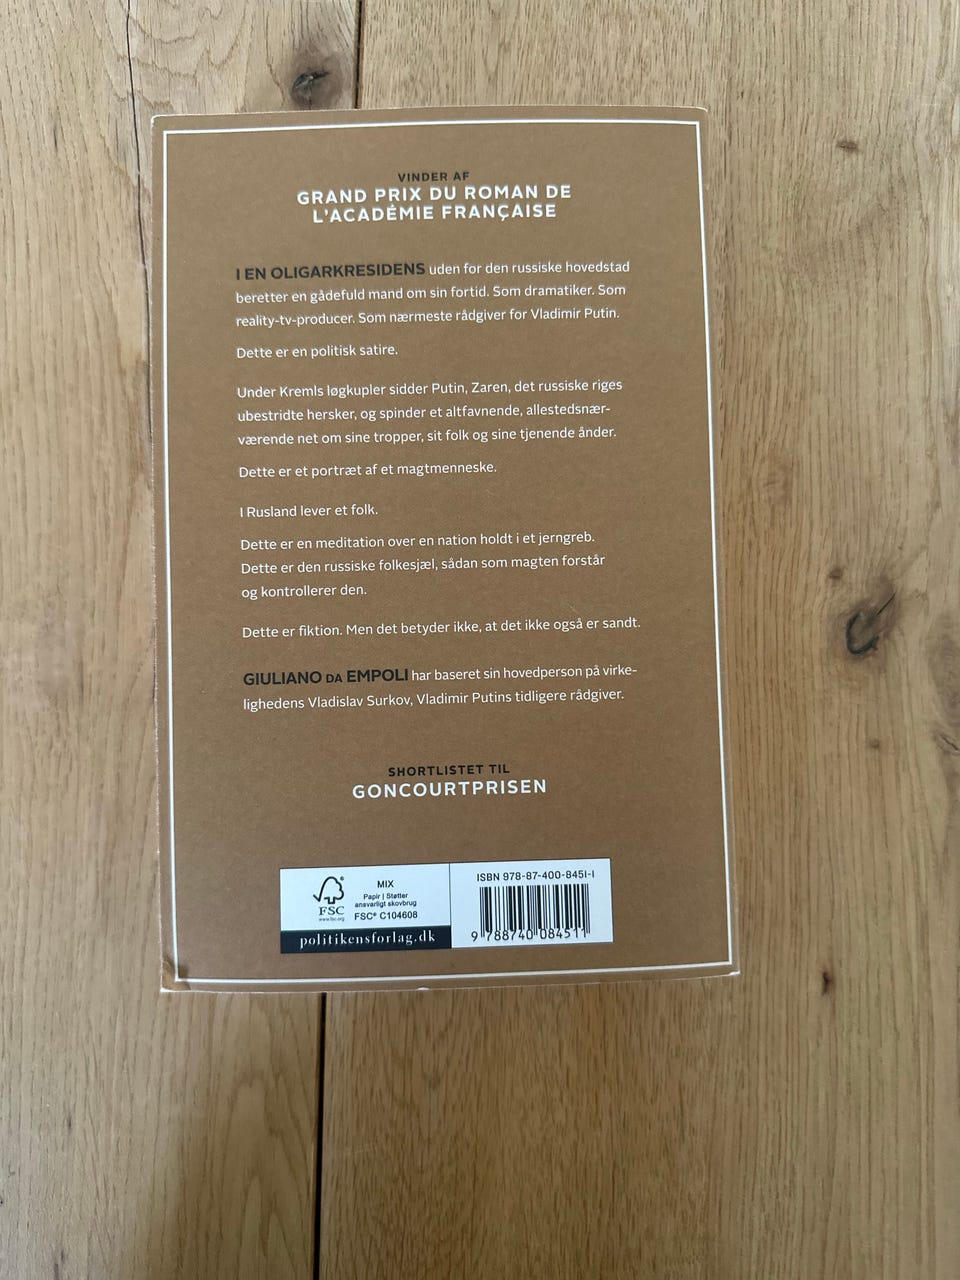 VINDER AF
GRAND PRIX DU ROMAN DE
L'ACADÉMIE FRANÇAISE
I EN OLIGARKRESIDENS uden for den russiske hovedstad
beretter en gådefuld mand om sin fortid. Som dramatiker. Som
reality-tv-producer. Som nærmeste rådgiver for Vladimir Putin.
Dette er en politisk satire.
Under Kremls løgkupler sidder Putin, Zaren, det russiske riges
ubestridte hersker, og spinder et altfavnende, allestedsnær-
værende net om sine tropper, sit folk og sine tjenende ånder.
Dette er et portræt af et magtmenneske.
I Rusland lever et folk.
Dette er en meditation over en nation holdt i et jerngreb.
Dette er den russiske folkesjæl, sådan som magten forstår
og kontrollerer den.
Dette er fiktion. Men det betyder ikke, at det ikke også er sandt.
GIULIANO DA EMPOLI har baseret sin hovedperson på virke-
lighedens Vladislav Surkov, Vladimir Putins tidligere rådgiver.
SHORTLISTET TIL
GONCOURTPRISEN
FSC
www.fsc.org
MIX
Papir | Støtter
ansvarligt skovbrug
FSC® C104608
politikensforlag.dk
ISBN 978-87-400-8451-1
9 788740 084511